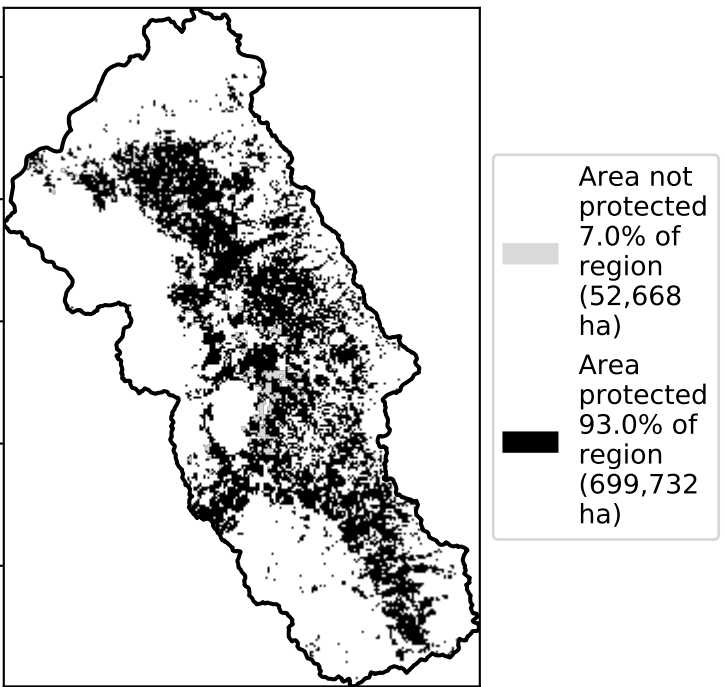 Area not
protected
7.0% of
region
(52,668
ha)
Area
protected
93.0% of
region
(699,732
ha)